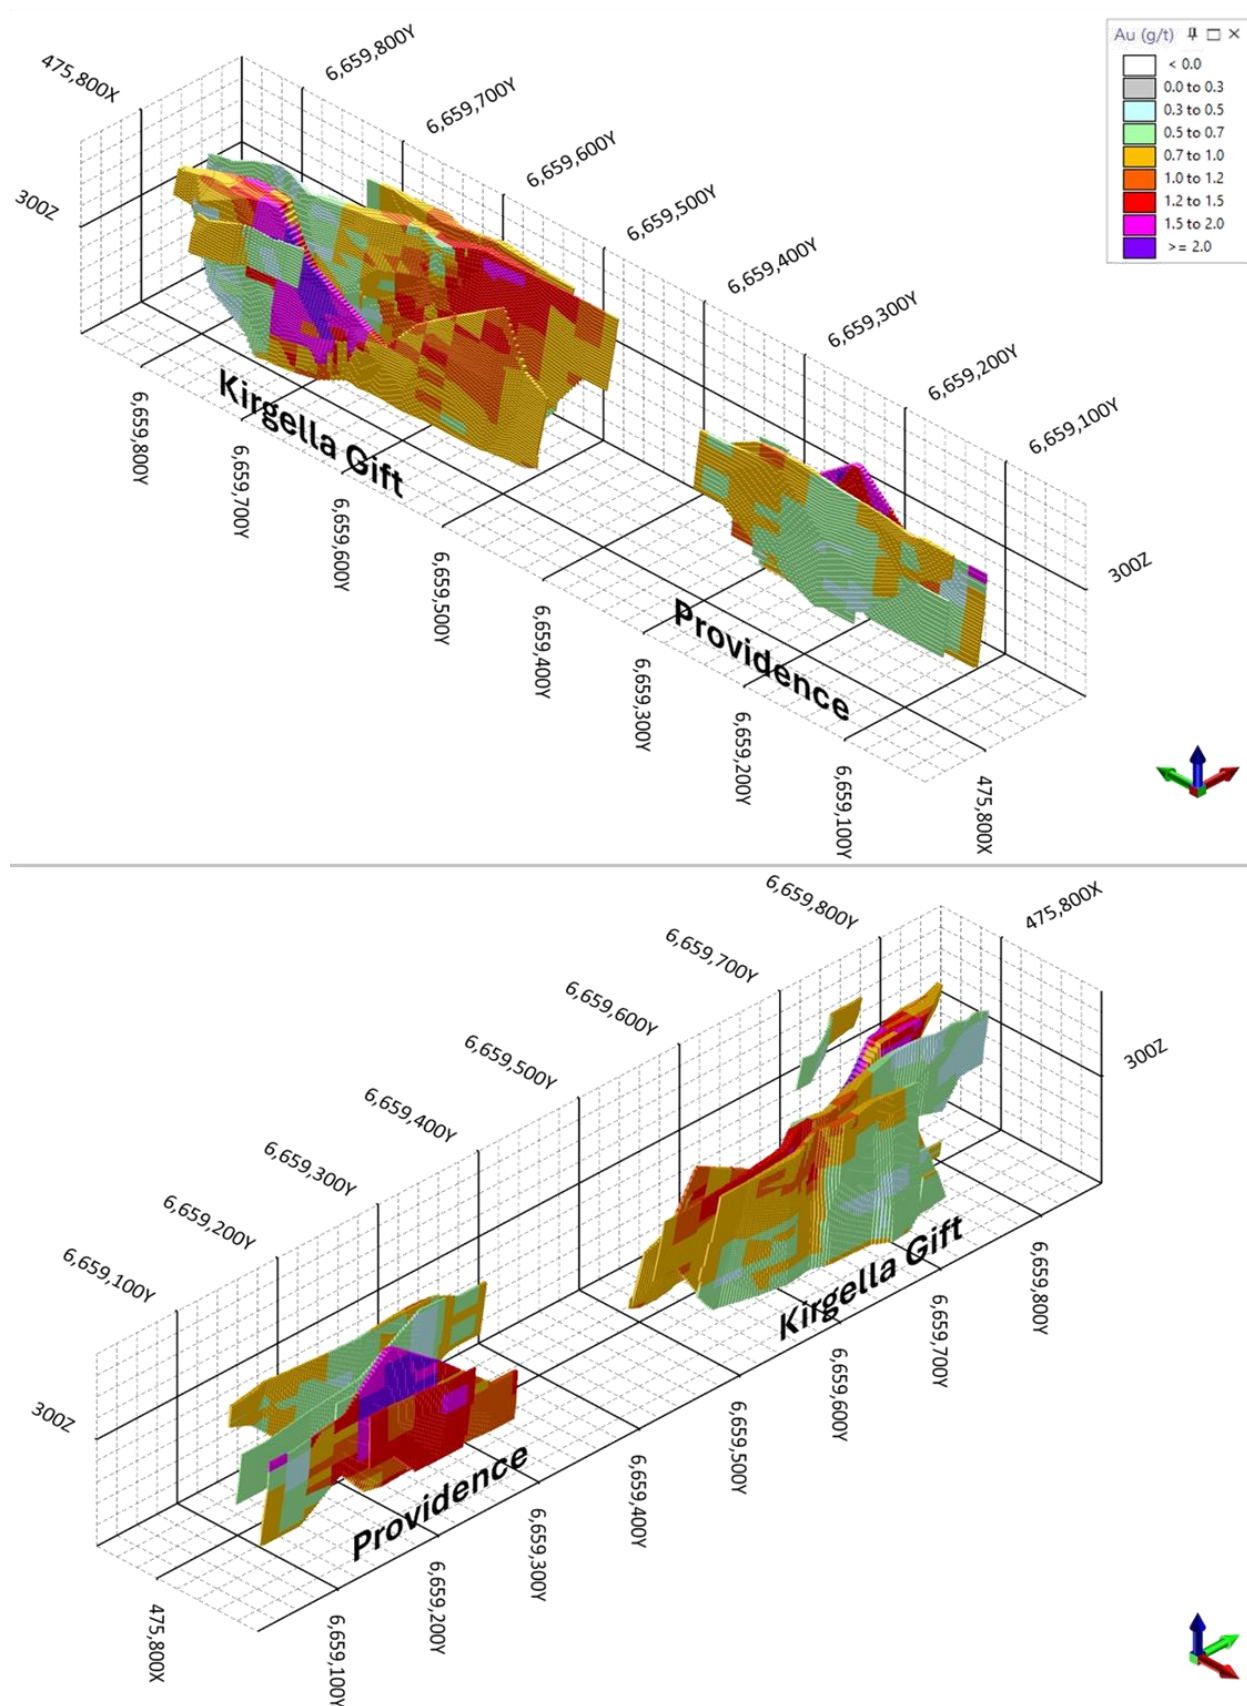 Au (g/t)
< 0.0
0.0 to 0.3
0.3 to 0.5
0.5 to 0.7
0.7 to 1.0
1.0 to 1.2
1.2 to 1.5
1.5 to 2.0
>= 2.0
475,800X
6,659,800Y
6,659,700Y
6,659,600Y
6,659,500Y
6,659,400Y
6,659,300Y
6,659,200Y
6,659,100Y
300Z
300Z
Kirgella Gift
Providence
6,659,800Y
6,659,700Y
6,659,600Y
6,659,500Y
6,659,400Y
6,659,300Y
6,659,200Y
6,659,100Y
475,800X
6,659,800Y
475,800X
6,659,700Y
6,659,600Y
6,659,500Y
6,659,400Y
6,659,300Y
6,659,200Y
6,659,100Y
300Z
300Z
Kirgella Gift
Providence
6,659,800Y
6,659,700Y
6,659,600Y
6,659,500Y
6,659,400Y
6,659,300Y
6,659,200Y
6,659,100Y
475,800X